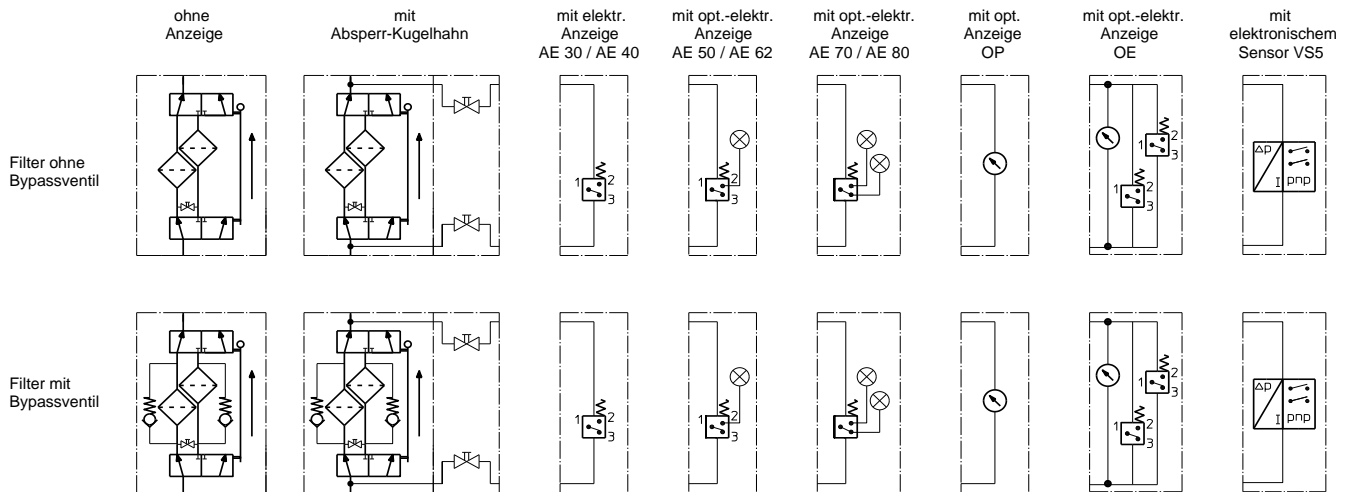 ohne
Anzeige
mit
Absperr-Kugelhahn
mit elektr.
Anzeige
AE 30 / AE 40
mit opt.-elektr.
Anzeige
AE 50 / AE 62
mit opt.-elektr.
Anzeige
AE 70 / AE 80
mit opt.
Anzeige
OP
mit opt.-elektr.
Anzeige
OE
mit
elektronischem
Sensor VS5
Filter ohne
Bypassventil
1 2
3
1 2
3
1 2
3
1 2
3
Δp
I pnp
Filter mit
Bypassventil
1 2
3
1 2
3
1 2
3
1 2
3
Δp
I pnp